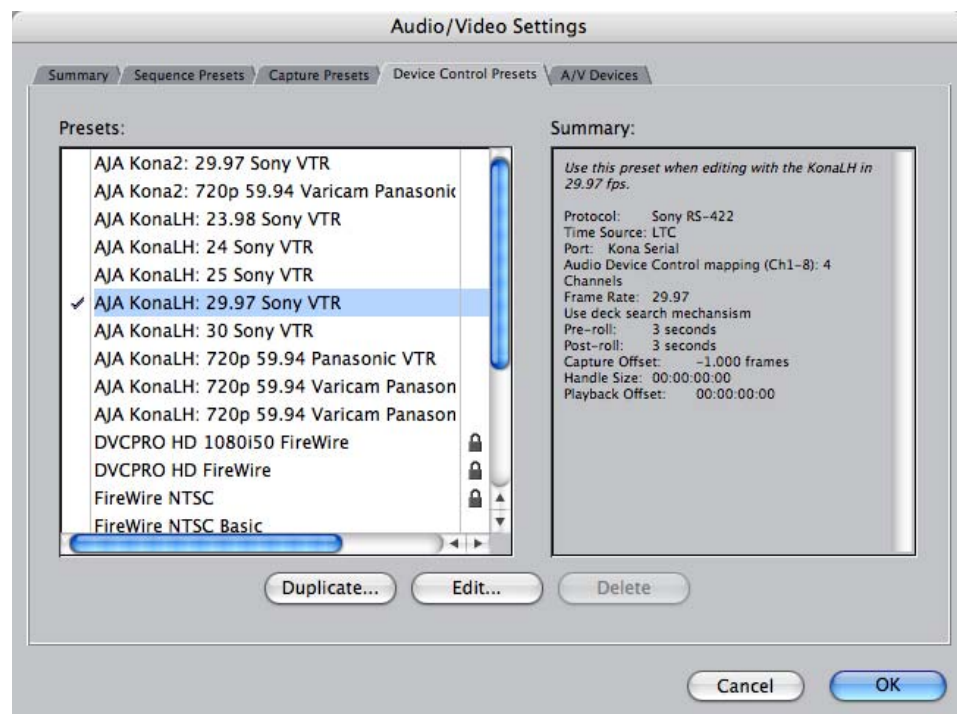 Audio/Video Settings
Summary
Sequence Presets
Capture Presets
Device Control Presets
A/V Devices
Presets:
AJA Kona2: 29.97 Sony VTR
AJA Kona2: 720p 59.94 Varicam Panasonic
AJA KonaLH: 23.98 Sony VTR
AJA KonaLH: 24 Sony VTR
AJA KonaLH: 25 Sony VTR
AJA KonaLH: 29.97 Sony VTR
AJA KonaLH: 30 Sony VTR
AJA KonaLH: 720p 59.94 Panasonic VTR
AJA KonaLH: 720p 59.94 Varicam Panason
AJA KonaLH: 720p 59.94 Varicam Panason
DVCPRO HD 1080i50 FireWire
DVCPRO HD FireWire
FireWire NTSC
FireWire NTSC Basic
Summary:
Use this preset when editing with the KonaLH in
29.97 fps.
Protocol: Sony RS-422
Time Source: LTC
Port: Kona Serial
Audio Device Control mapping (Ch1-8): 4
Channels
Frame Rate: 29.97
Use deck search mechansism
Pre-roll: 3 seconds
Post-roll: 3 seconds
Capture Offset: -1.000 frames
Handle Size: 00:00:00:00
Playback Offset: 00:00:00:00
Duplicate...
Edit...
Delete
Cancel
OK